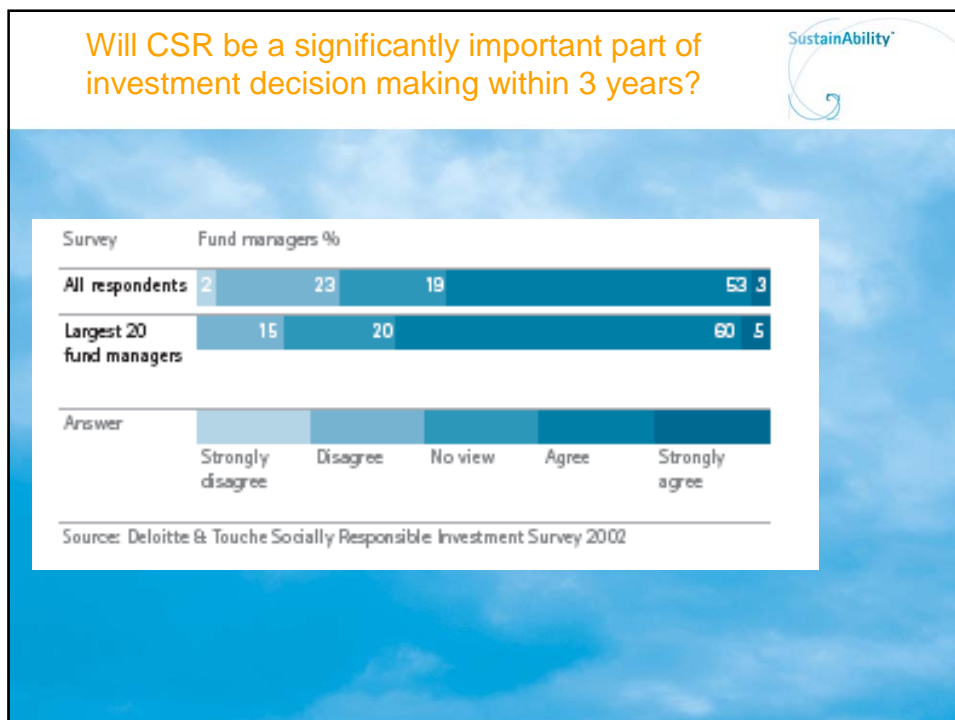 Will CSR be a significantly important part of
investment decision making within 3 years?
SustainAbility™
Survey Fund managers %
All respondents 2 23 19 53 3
Largest 20 15 20 60 5
fund managers
Answer
Strongly Disagree No view Agree Strongly
disagree agree
Source: Deloitte & Touche Socially Responsible Investment Survey 2002